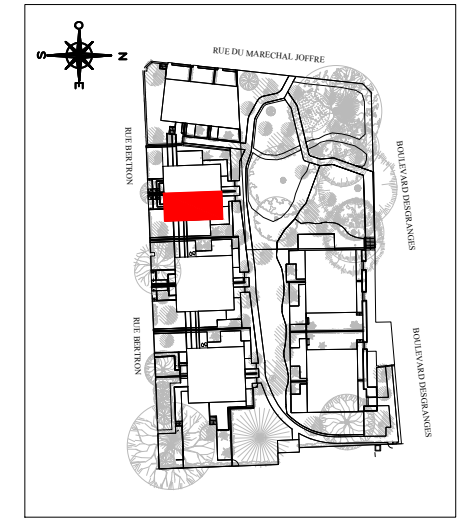 O
S
N
E
RUE DU MARECHAL JOFFRE
RUE BERTRON
BOULEVARD DESGRANGES
RUE BERTRON
BOULEVARD DESGRANGES